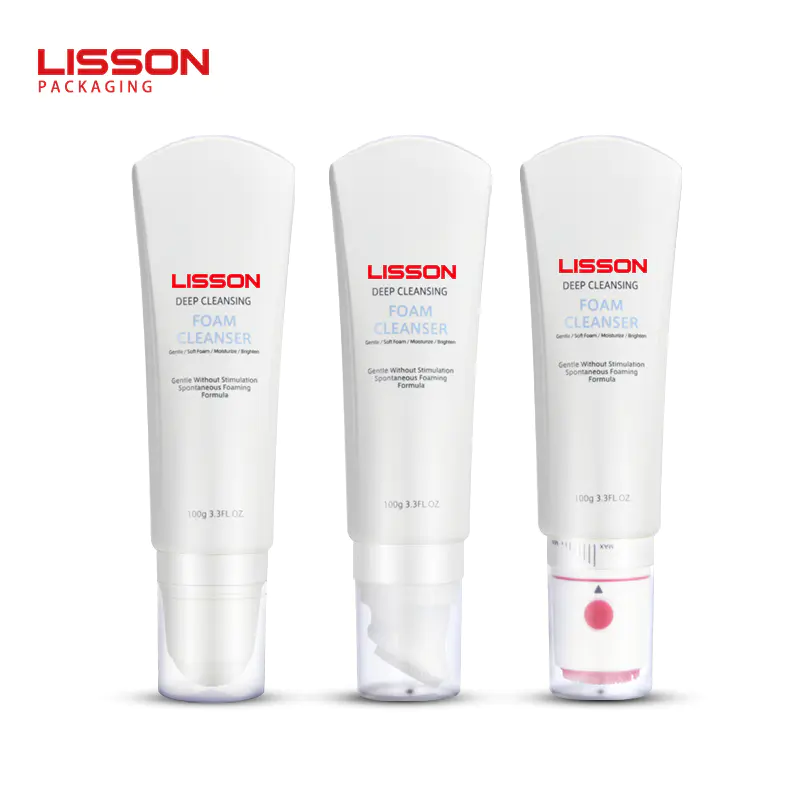 LISSON
PACKAGING
LISSON
DEEP CLEANSING
FOAM
CLEANSER
Gentle / Soft Foam / Moisturize / Brighten
Gentle Without Stimulation
Spontaneous Foaming
Formula
100g 3.3FL.OZ.
LISSON
DEEP CLEANSING
FOAM
CLEANSER
Gentle / Soft Foam / Moisturize / Brighten
Gentle Without Stimulation
Spontaneous Foaming
Formula
100g 3.3FL.OZ.
LISSON
DEEP CLEANSING
FOAM
CLEANSER
Gentle / Soft Foam / Moisturize / Brighten
Gentle Without Stimulation
Spontaneous Foaming
Formula
100g 3.3FL.OZ.
MAX